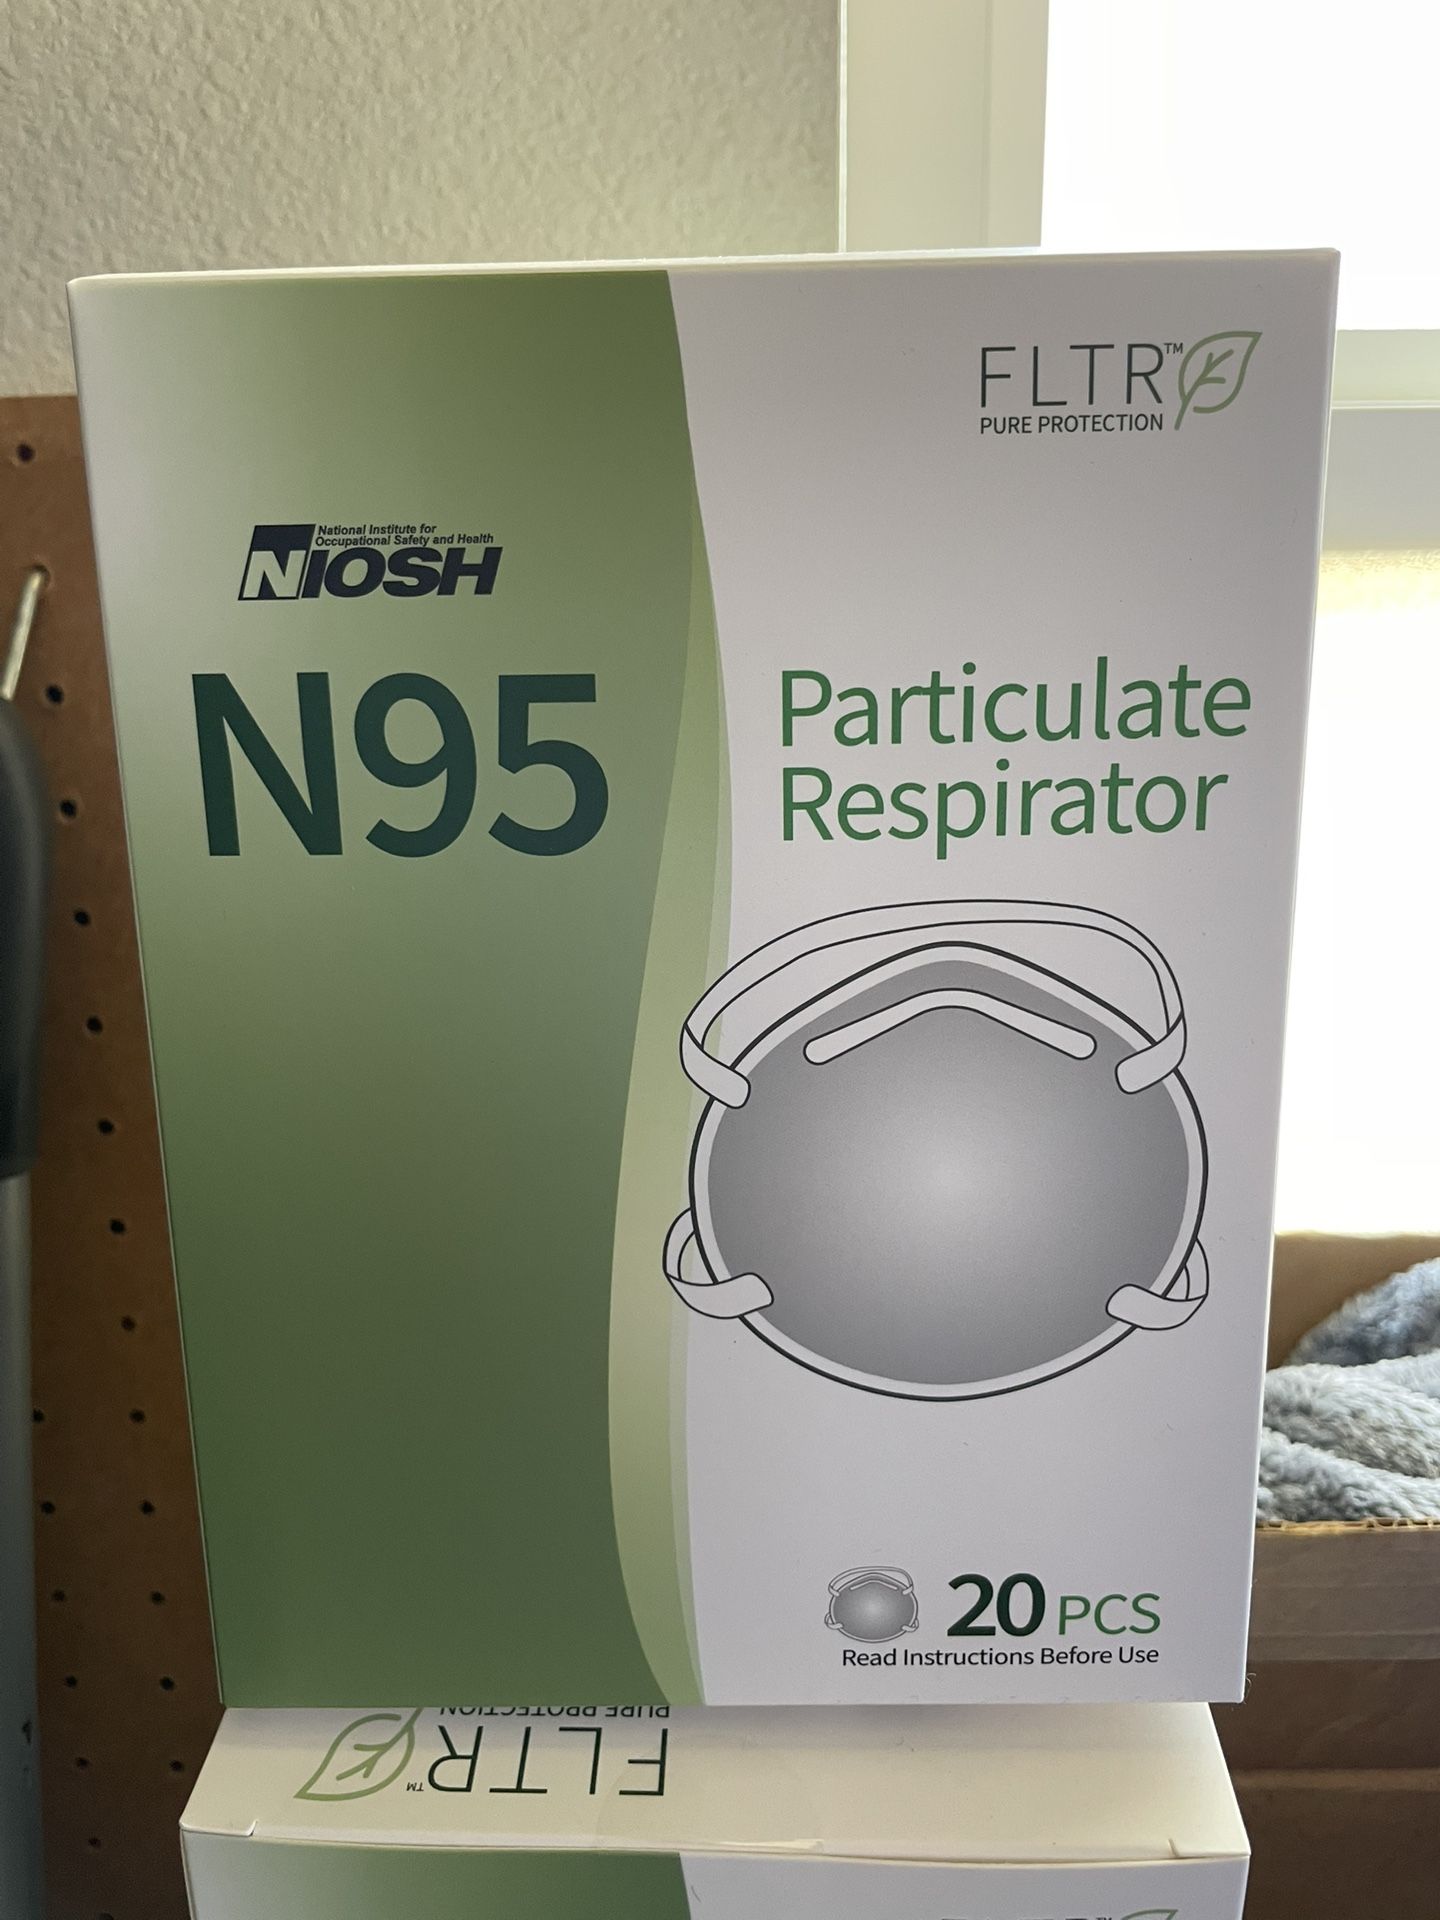 FLTR™
PURE PROTECTION
National Institute for
Occupational Safety and Health
NIOSH
N95
Particulate
Respirator
20 PCS
Read Instructions Before Use
PURE PROTECTION
FLTR™